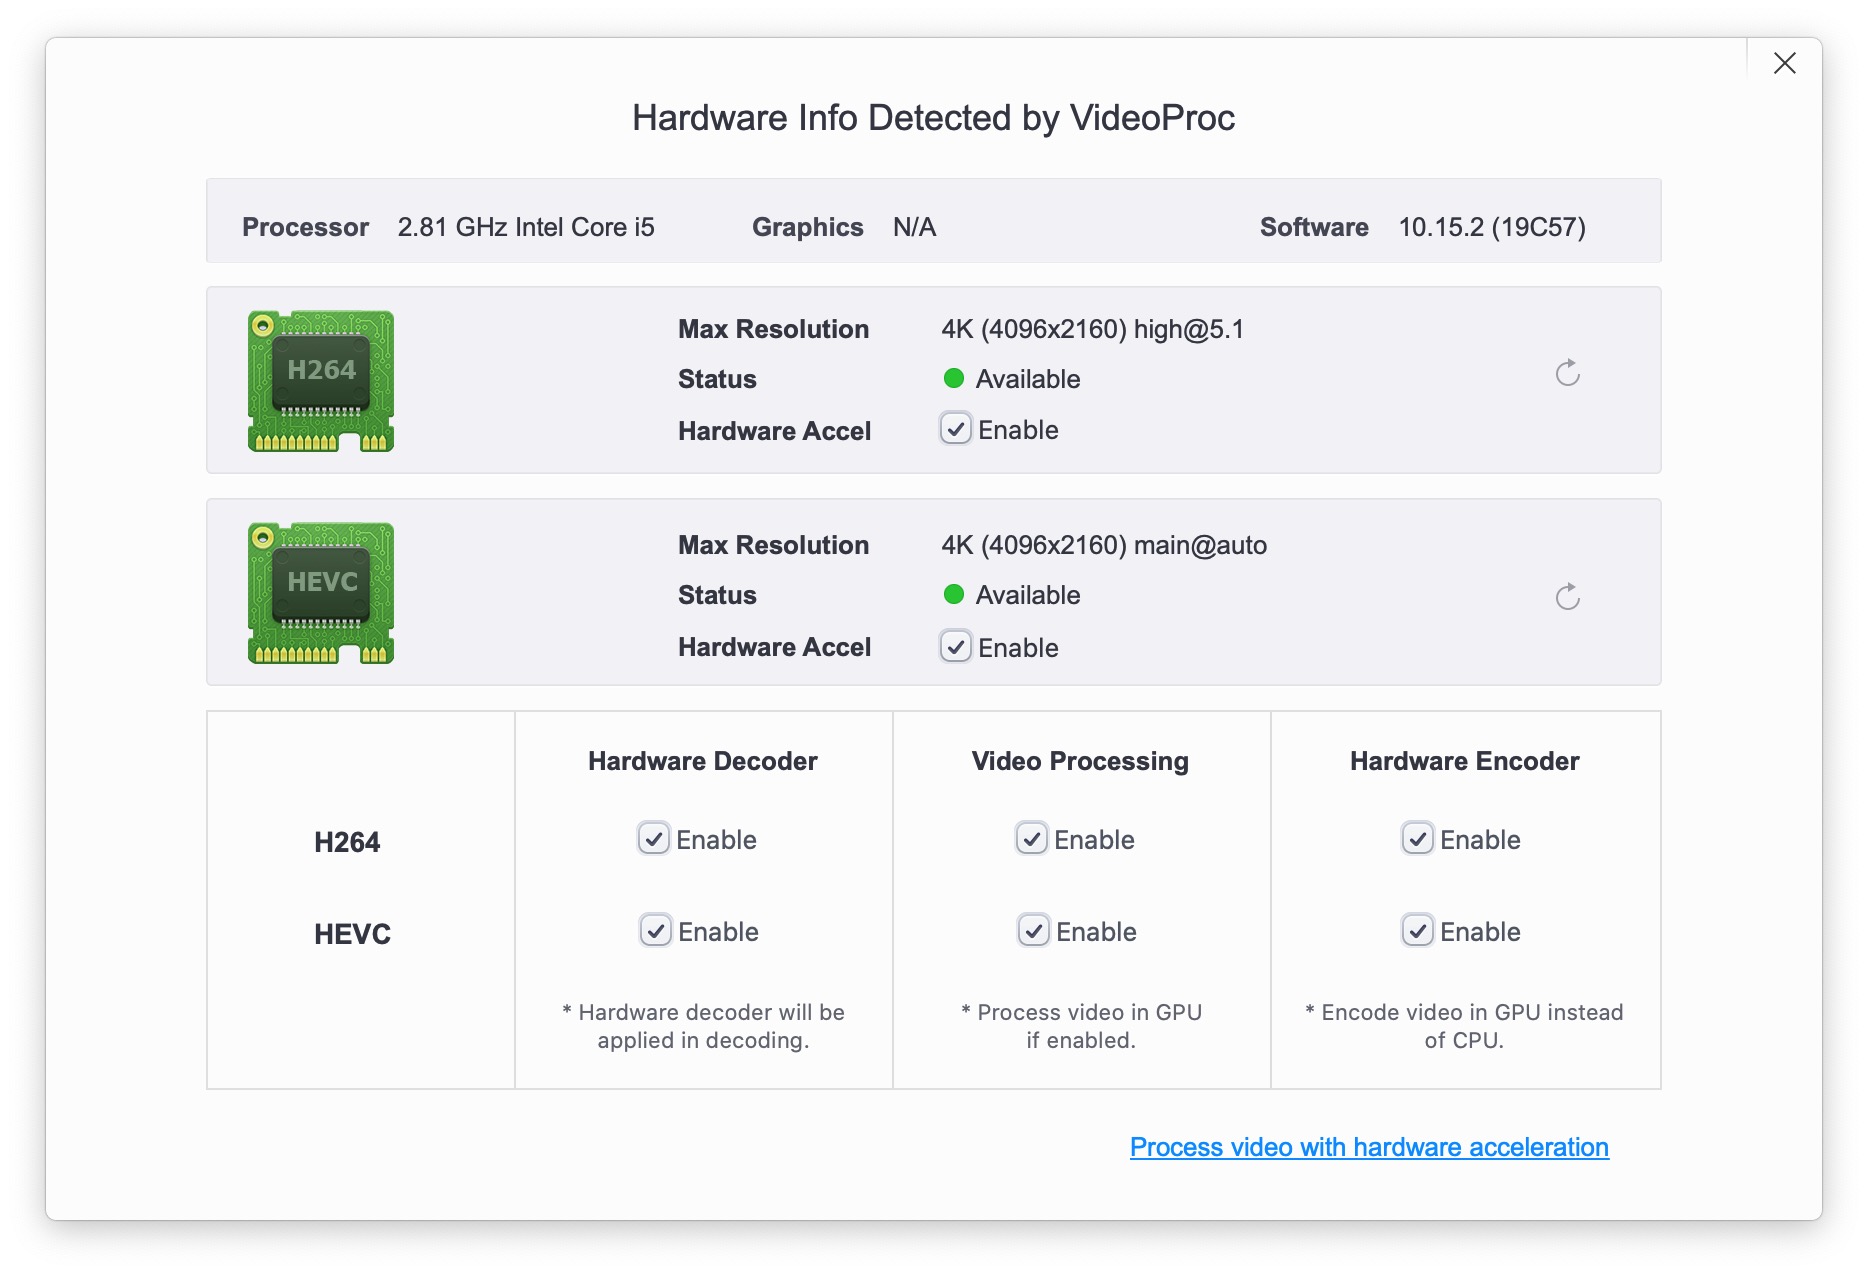 Hardware Info Detected by VideoProc
Processor 2.81 GHz Intel Core i5 Graphics N/A Software 10.15.2 (19C57)
H264
Max Resolution 4K (4096x2160) high@5.1
Status Available
Hardware Accel Enable
HEVC
Max Resolution 4K (4096x2160) main@auto
Status Available
Hardware Accel Enable
Hardware Decoder Video Processing Hardware Encoder
H264 Enable Enable Enable
HEVC Enable Enable Enable
* Hardware decoder will be
applied in decoding.
* Process video in GPU
if enabled.
* Encode video in GPU instead
of CPU.
Process video with hardware acceleration